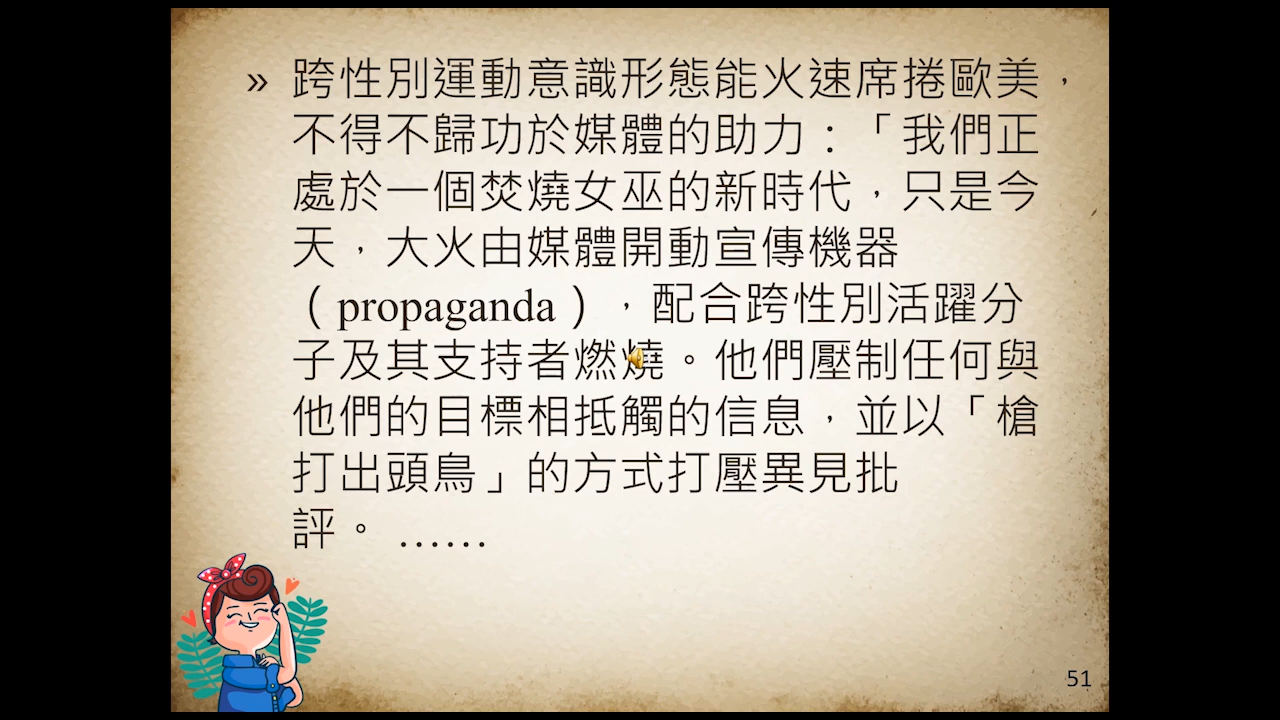 » 跨性別運動意識形態能火速席捲歐美，
不得不歸功於媒體的助力：「我們正
處於一個焚燒女巫的新時代，只是今
天，大火由媒體開動宣傳機器
（propaganda），配合跨性別活躍分
子及其支持者燃燒。他們壓制任何與
他們的目標相抵觸的信息，並以「槍
打出頭鳥」的方式打壓異見批
評。……
51